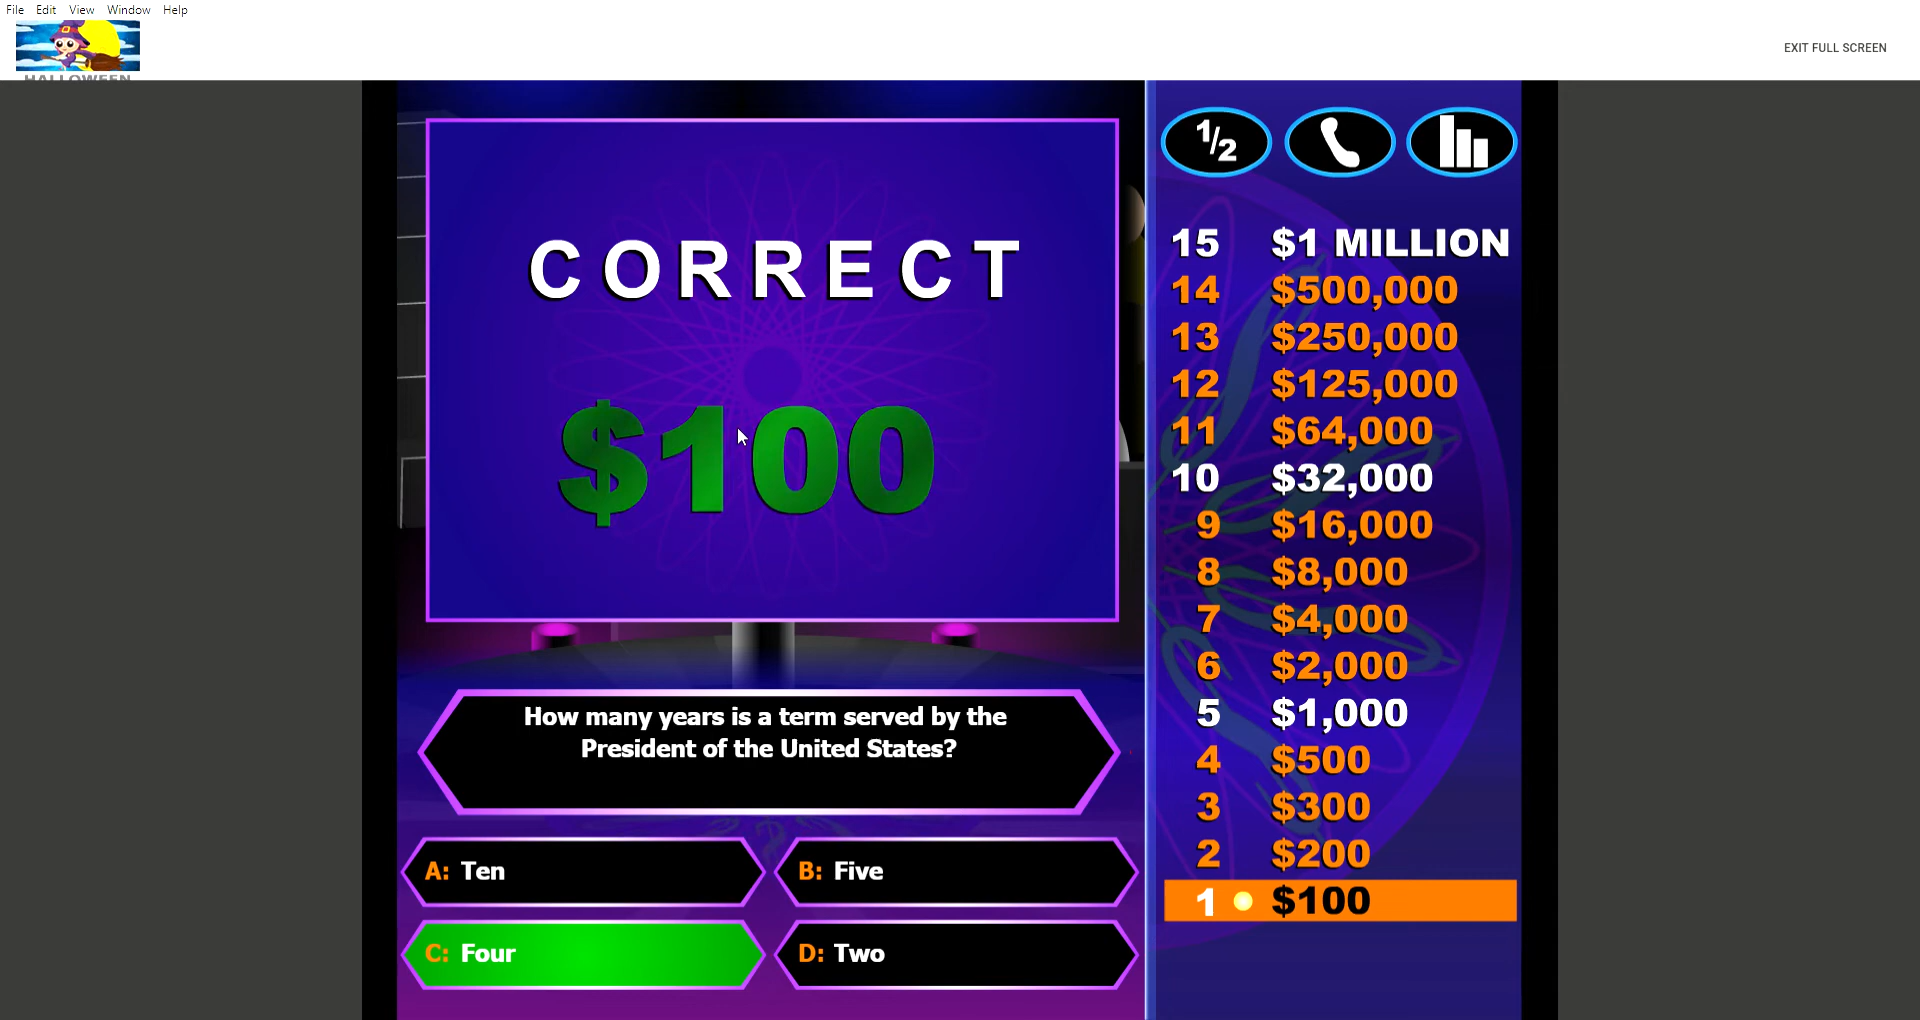 File Edit View Window Help
HALLOWEEN
EXIT FULL SCREEN
CORRECT
$100
How many years is a term served by the
President of the United States?
A: Ten
B: Five
C: Four
D: Two
1/2
15 $1 MILLION
14 $500,000
13 $250,000
12 $125,000
11 $64,000
10 $32,000
9 $16,000
8 $8,000
7 $4,000
6 $2,000
5 $1,000
4 $500
3 $300
2 $200
1 $100